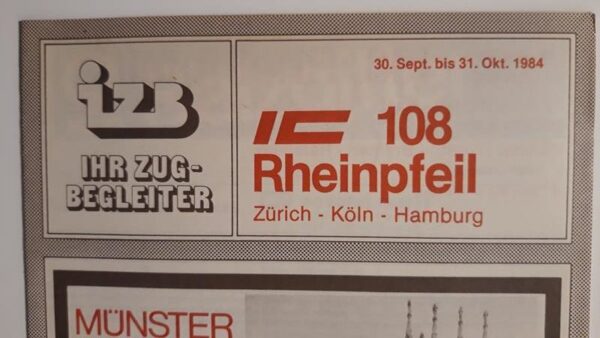 izb
IHR ZUG-
BEGLEITER
30. Sept. bis 31. Okt. 1984
IC 108
Rheinpfeil
Zürich - Köln - Hamburg
MÜNSTER